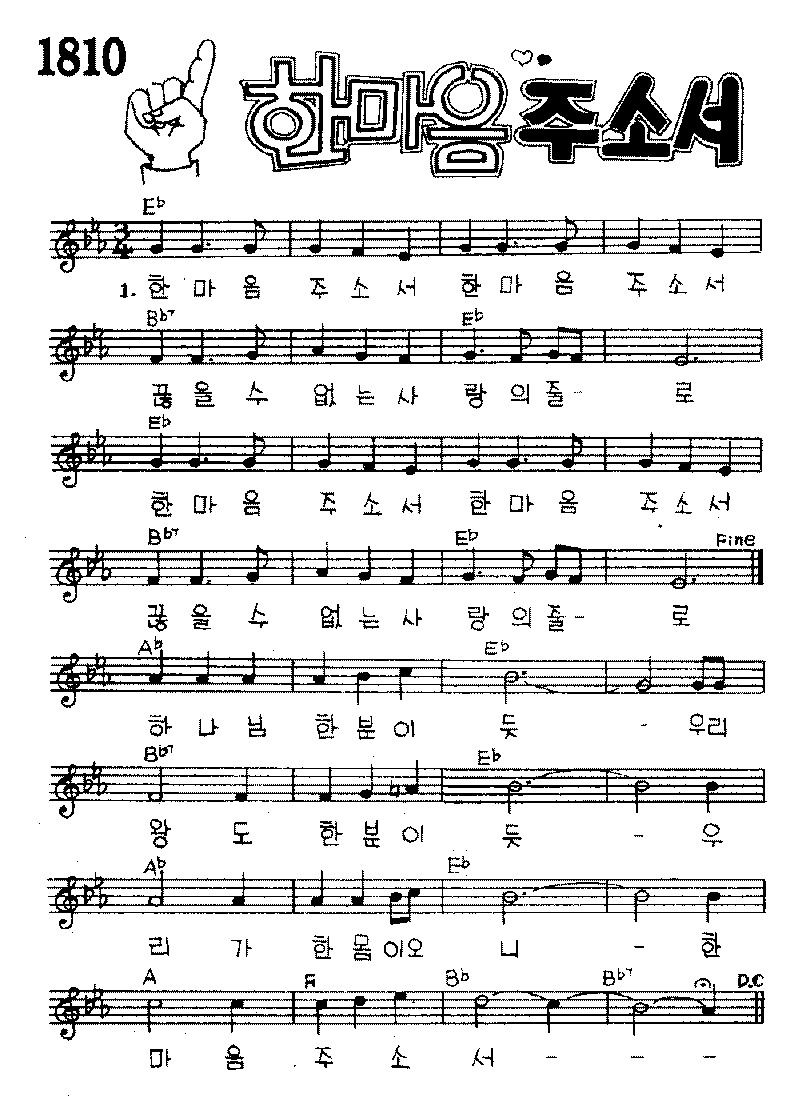 1810
한마음 주소서
E♭
3/4
1. 한 마 음 주 소 서 한 마 음 주 소 서
B♭7 E♭
끊 을 수 없 는 사 랑 의 줄 - 로
E♭
한 마 음 주 소 서 한 마 음 주 소 서
B♭7 E♭ Fine
끊 을 수 없 는 사 랑 의 줄 - 로
A♭ E♭
하 나 님 한 분 이 듯 - 우리
B♭7 E♭
왕 도 한 분 이 듯 - 우
A♭ E♭
리 가 한 몸 이오 니 - 한
A B♭ B♭7 D.C
마 음 주 소 서 - - -